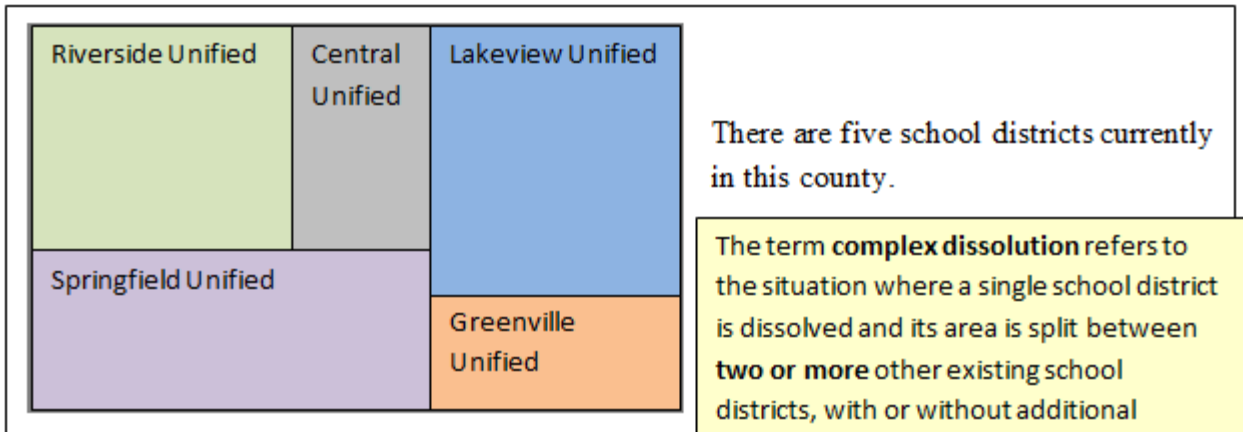 Riverside Unified
Central
Unified
Lakeview Unified
Springfield Unified
Greenville
Unified
There are five school districts currently
in this county.
The term complex dissolution refers to
the situation where a single school district
is dissolved and its area is split between
two or more other existing school
districts, with or without additional